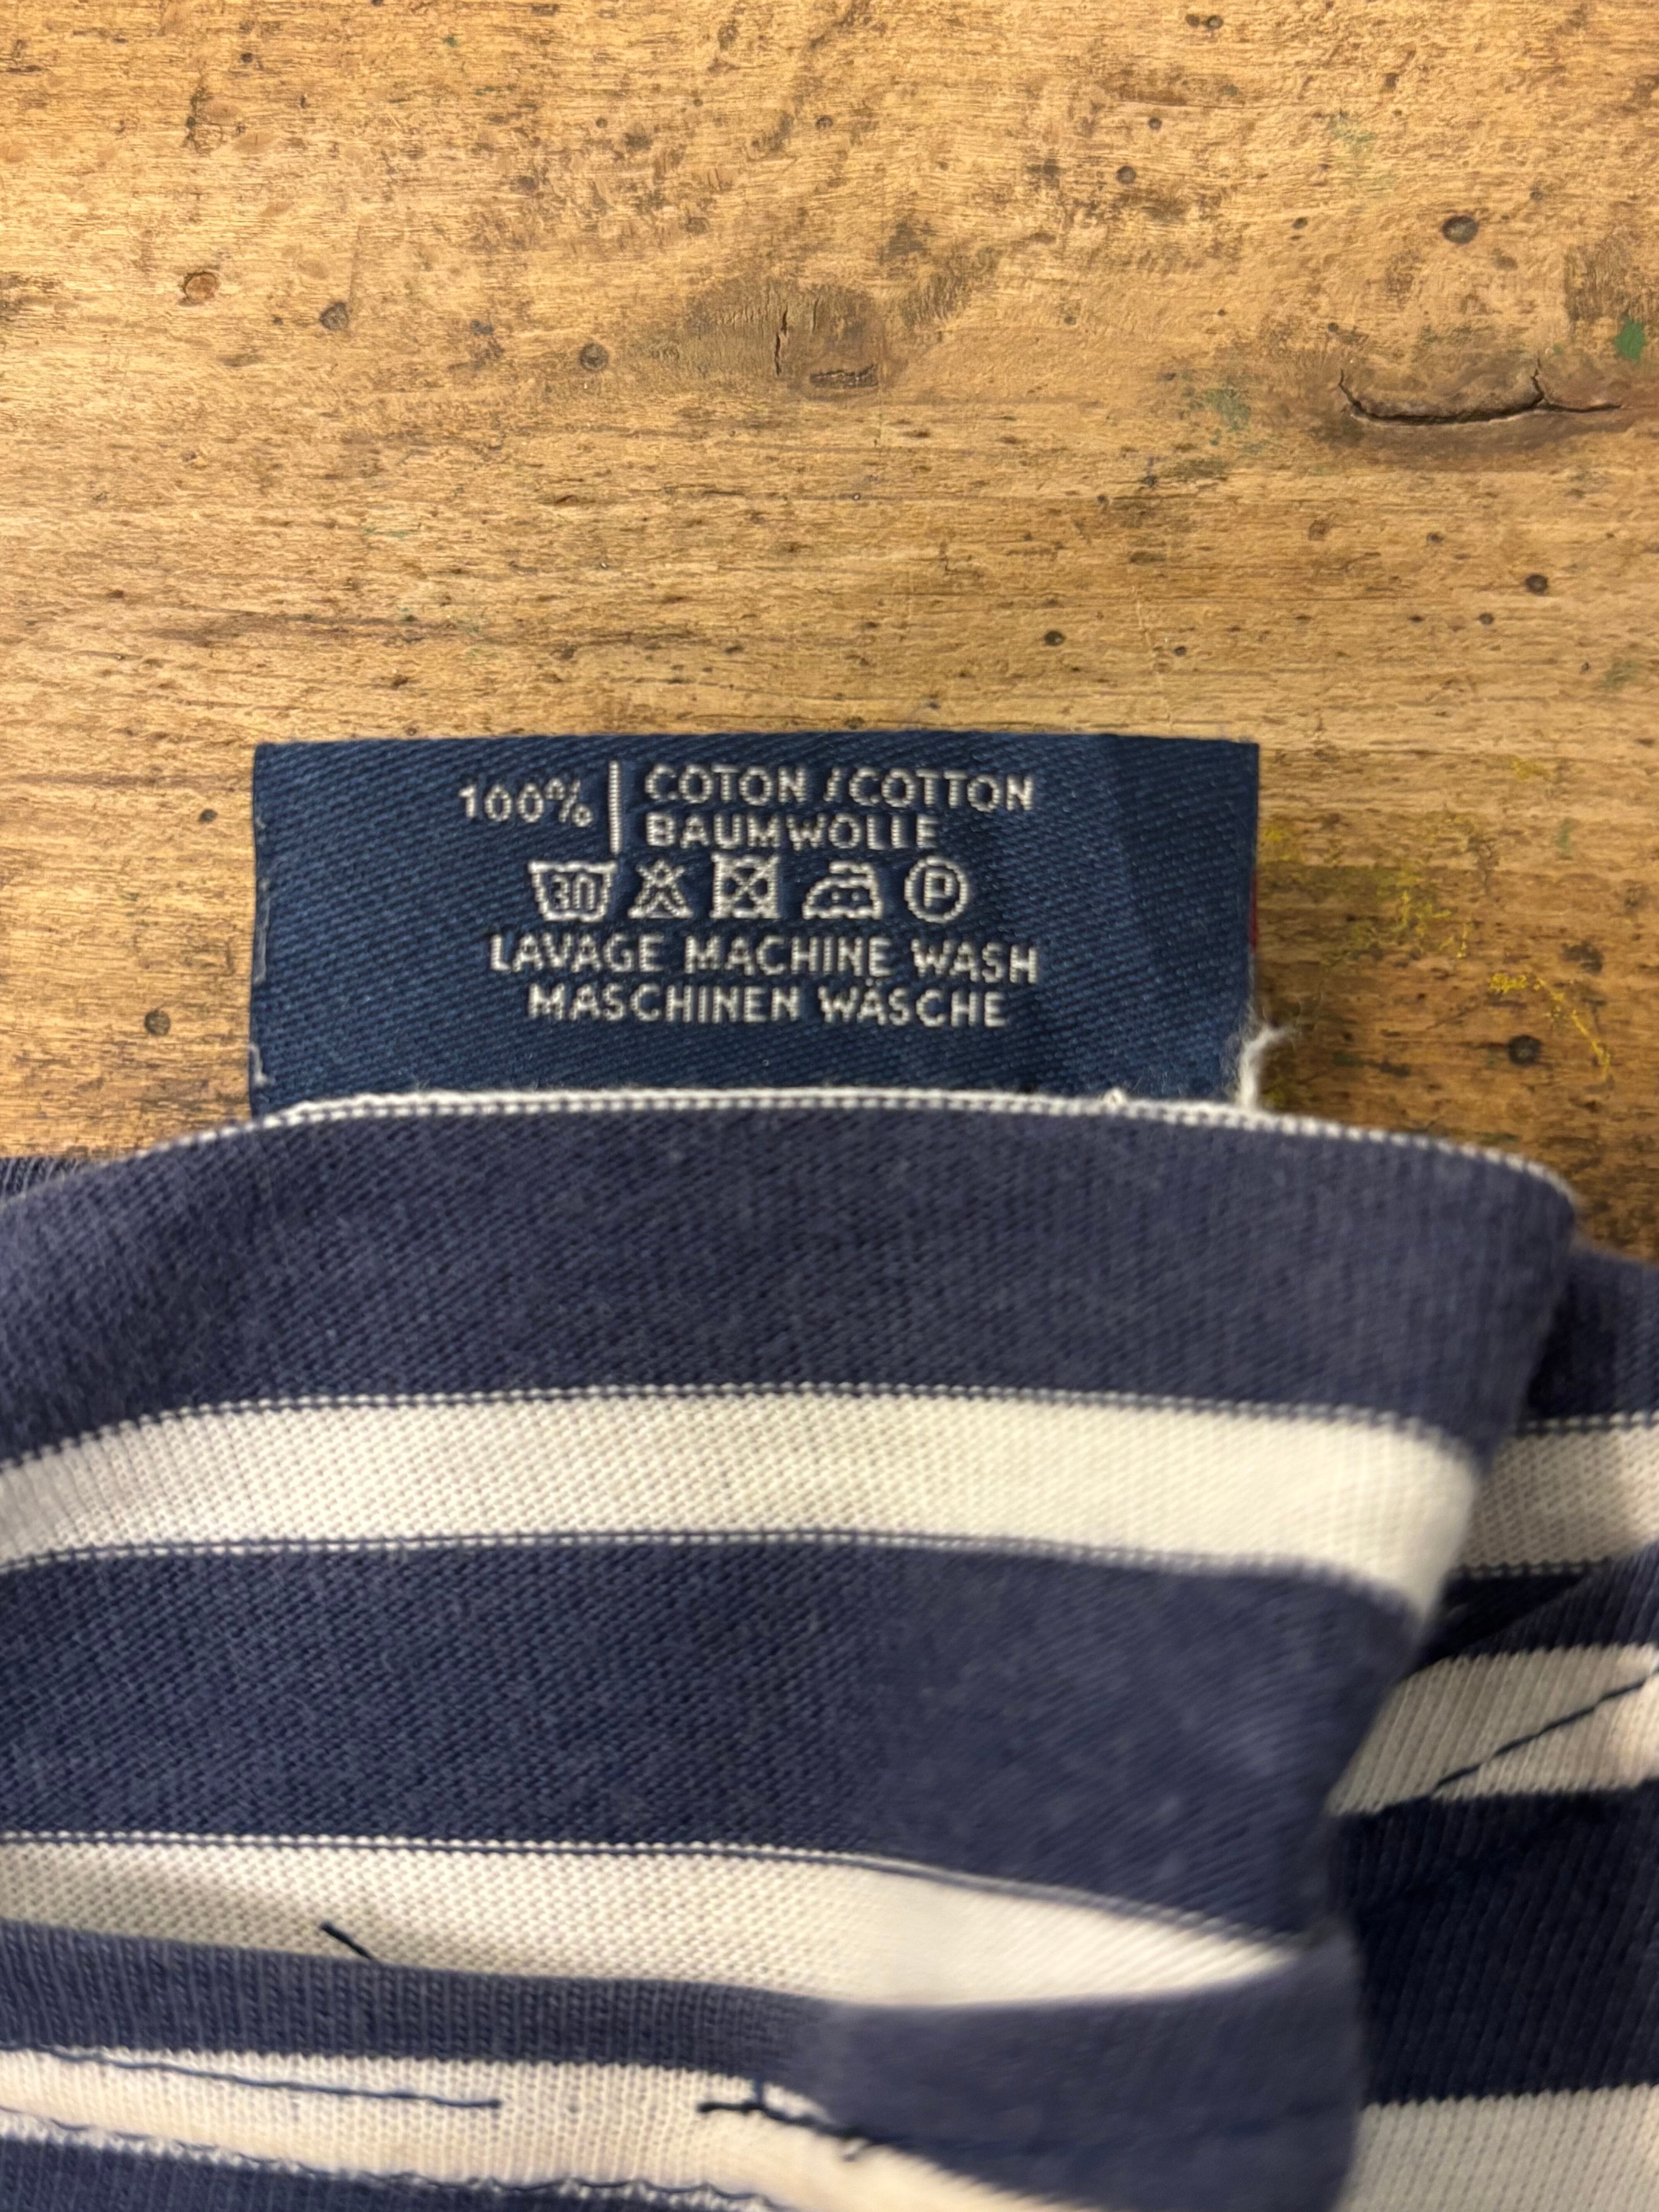 100% | COTON / COTTON
BAUMWOLLE
30 P
LAVAGE MACHINE WASH
MASCHINEN WÄSCHE